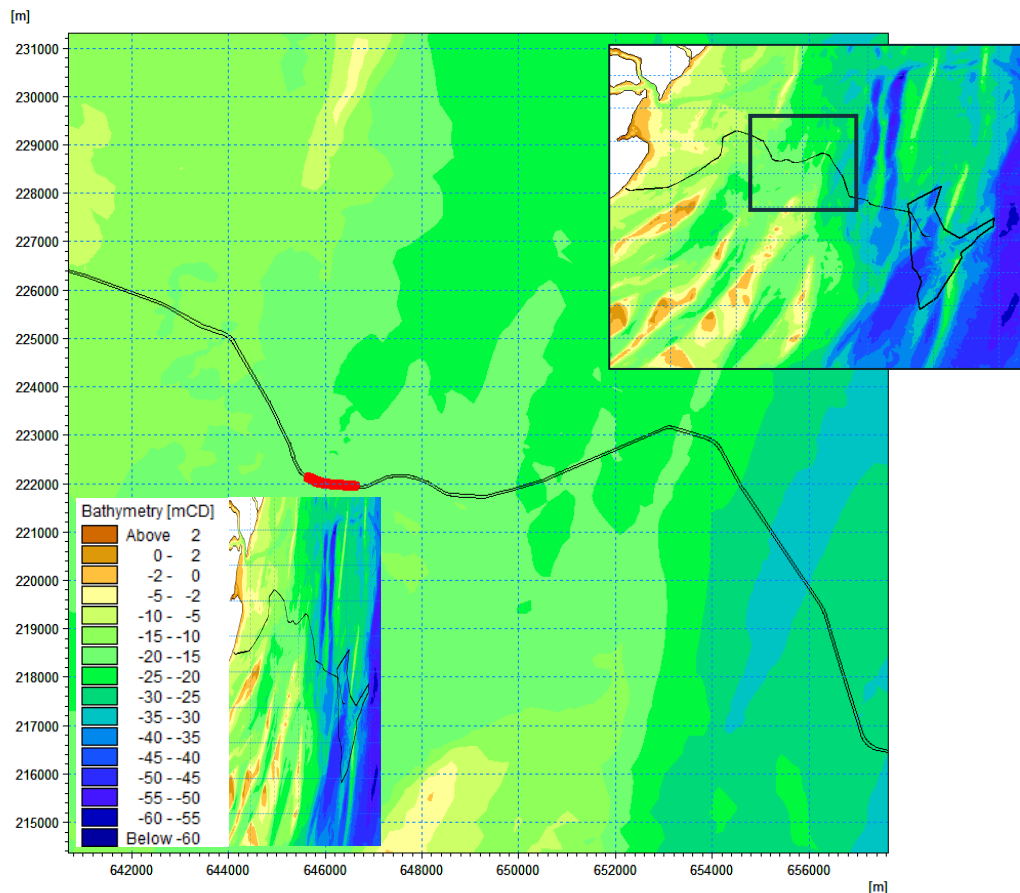 [m]
231000
230000
229000
228000
227000
226000
225000
224000
223000
222000
221000
220000
219000
218000
217000
216000
215000
Bathymetry [mCD]
Above 2
0 - 2
-2 - 0
-5 - -2
-10 - -5
-15 - -10
-20 - -15
-25 - -20
-30 - -25
-35 - -30
-40 - -35
-45 - -40
-50 - -45
-55 - -50
-60 - -55
Below -60
642000 644000 646000 648000 650000 652000 654000 656000
[m]